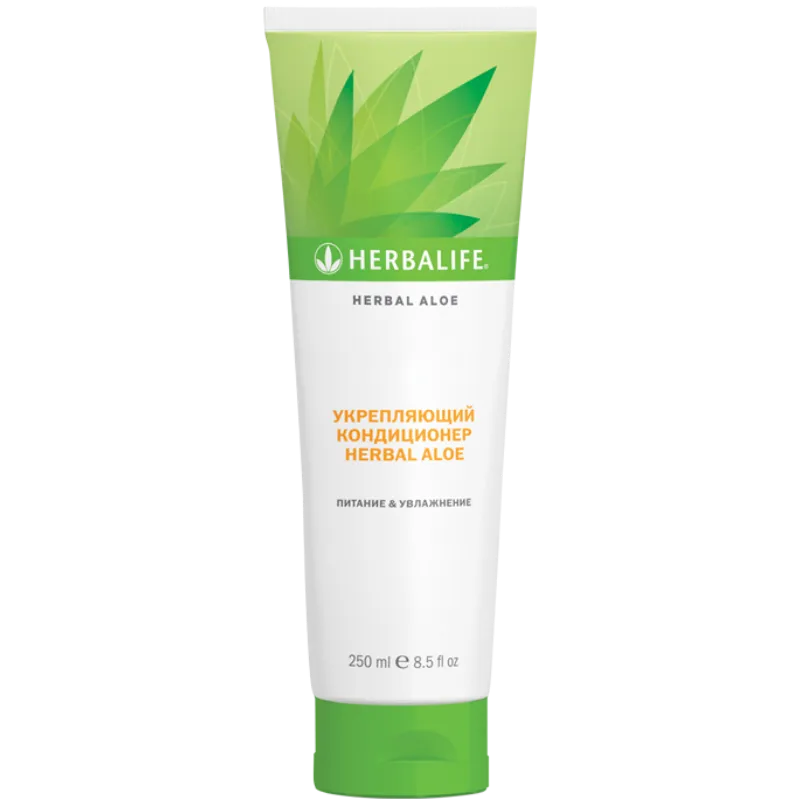 HERBALIFE®
HERBAL ALOE
УКРЕПЛЯЮЩИЙ
КОНДИЦИОНЕР
HERBAL ALOE
ПИТАНИЕ & УВЛАЖНЕНИЕ
250 ml ℮ 8.5 fl oz